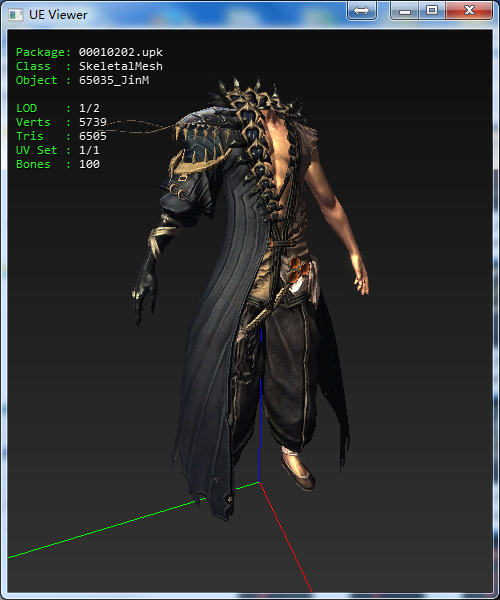 UE Viewer
Package: 00010202.upk
Class  : SkeletalMesh
Object : 65035_JinM
LOD    : 1/2
Verts  : 5739
Tris   : 6505
UV Set : 1/1
Bones  : 100